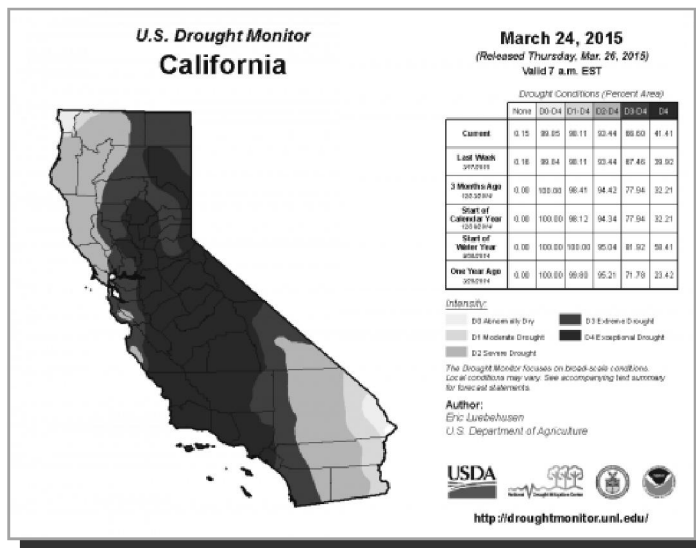 U.S. Drought Monitor
California
March 24, 2015
(Released Thursday, Mar. 26, 2015)
Valid 7 a.m. EST
Drought Conditions (Percent Area)
None D0-D4 D1-D4 D2-D4 D3-D4 D4
Current 0.15 99.85 98.11 93.44 41.41
Last Week 0.16 99.84 98.11 93.44 87.46 39.92
3 Months Ago 0.00 100.00 98.41 94.42 77.94 32.21
Start of
Calendar Year 0.00 100.00 98.12 94.34 77.94 32.21
Start of
Water Year 0.00 100.00 100.00 95.04 81.92 58.41
One Year Ago 0.00 100.00 99.80 95.21 71.78 23.42
Intensity:
D0 Abnormally Dry D3 Extreme Drought
D1 Moderate Drought D4 Exceptional Drought
D2 Severe Drought
The Drought Monitor focuses on broad-scale conditions.
Local conditions may vary. See accompanying text summary
for forecast statements.
Author:
Eric Luebehusen
U.S. Department of Agriculture
USDA
National Drought Mitigation Center
http://droughtmonitor.unl.edu/